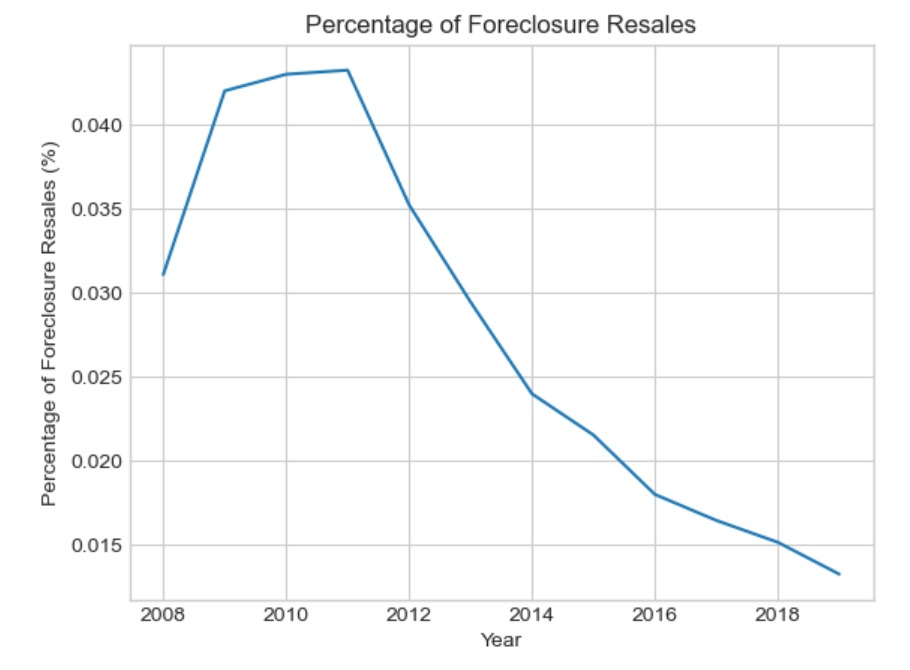 Percentage of Foreclosure Resales
Percentage of Foreclosure Resales (%)
0.040
0.035
0.030
0.025
0.020
0.015
2008 2010 2012 2014 2016 2018
Year